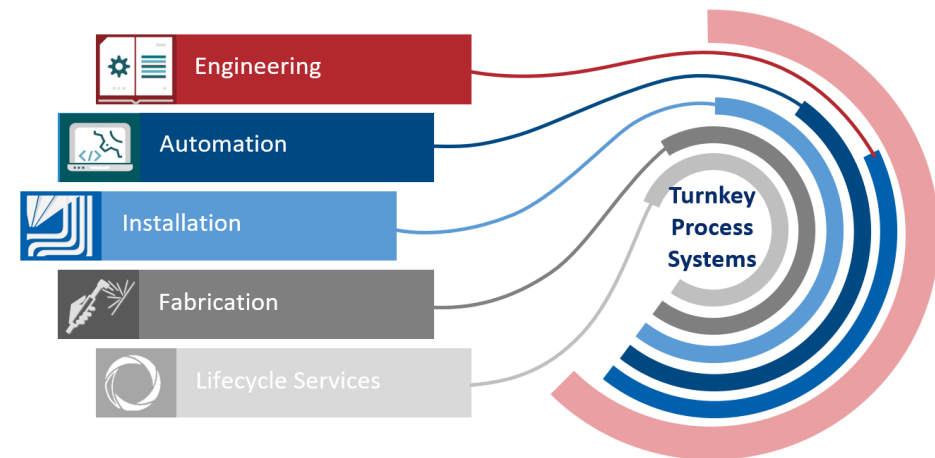 Engineering
Automation
</>
Installation
Fabrication
Lifecycle Services
Turnkey
Process
Systems